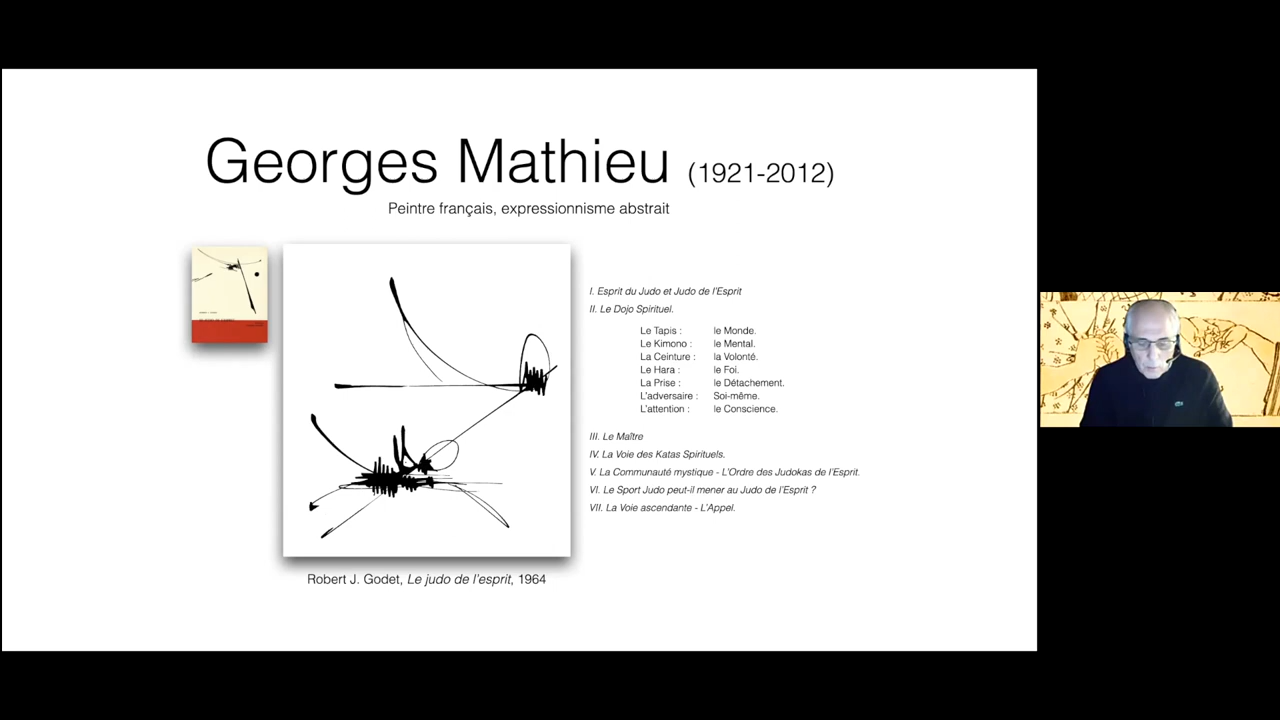 Georges Mathieu (1921-2012)
Peintre français, expressionnisme abstrait
I. Esprit du Judo et Judo de l'Esprit
II. Le Dojo Spirituel.
Le Tapis : le Monde.
Le Kimono : le Mental.
La Ceinture : la Volonté.
Le Hara : le Foi.
La Prise : le Détachement.
L'adversaire : Soi-même.
L'attention : le Conscience.
III. Le Maître
IV. La Voie des Katas Spirituels.
V. La Communauté mystique - L'Ordre des Judokas de l'Esprit.
VI. Le Sport Judo peut-il mener au Judo de l'Esprit ?
VII. La Voie ascendante - L'Appel.
Robert J. Godet, Le judo de l'esprit, 1964